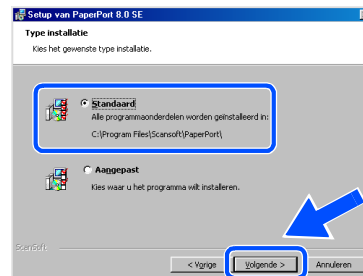 Setup van PaperPort 8.0 SE
Type installatie
Kies het gewenste type installatie.
Standaard
Alle programmaonderdelen worden geïnstalleerd in:
C:\Program Files\Scansoft\PaperPort\
Aangepast
Kies waar u het programma wilt installeren.
ScanSoft
< Vorige Volgende > Annuleren